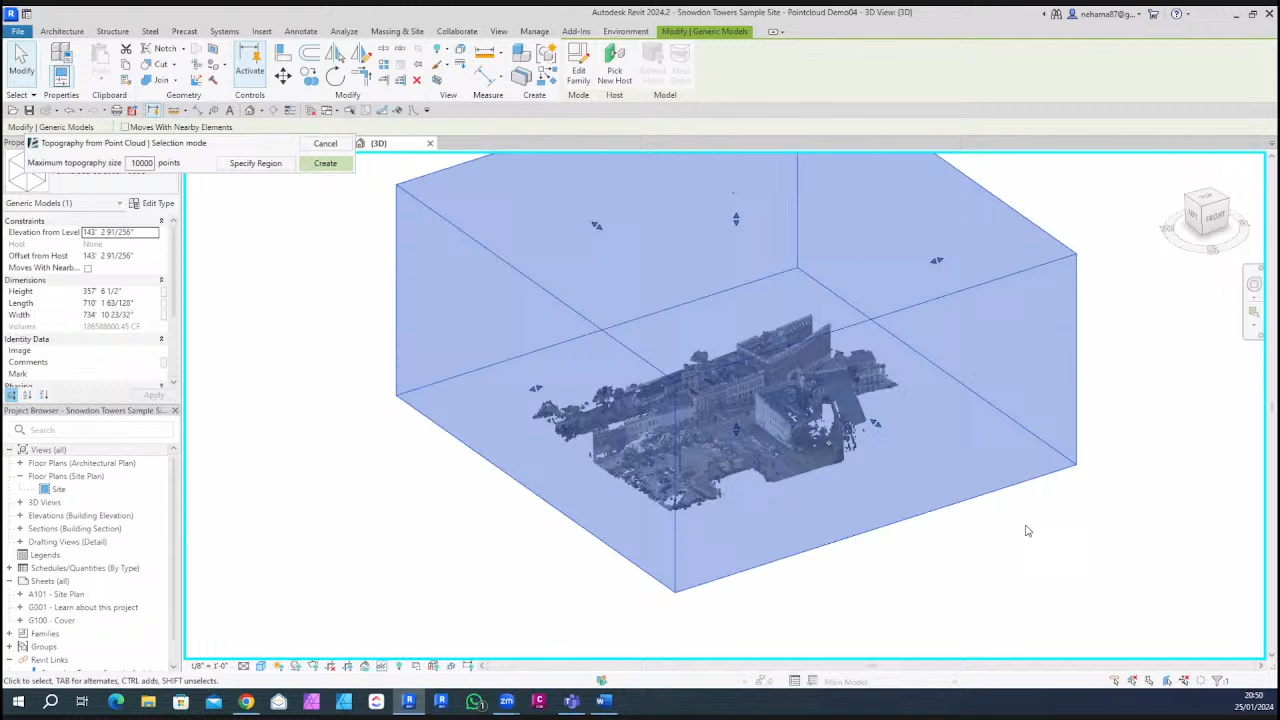 Autodesk Revit 2024.2 - Snowdon Towers Sample Site - Pointcloud Demo04 - 3D View: {3D}
nehama87@g...
File Architecture Structure Steel Precast Systems Insert Annotate Analyze Massing & Site Collaborate View Manage Add-Ins Environment Modify | Generic Models
Modify Paste Notch Cut Join Activate Edit Family Pick New Host
Select Properties Clipboard Geometry Controls Modify View Measure Create Mode Host Model
Modify | Generic Models Moves With Nearby Elements
Topography from Point Cloud | Selection mode Cancel
{3D}
Maximum topography size 10000 points Specify Region Create
Generic Models (1) Edit Type
Constraints
Elevation from Level 143' 2 91/256"
Host None
Offset from Host 143' 2 91/256"
Moves With Nearb...
Dimensions
Height 357' 6 1/2"
Length 710' 1 63/128"
Width 734' 10 23/32"
Volume 186588600.45 CF
Identity Data
Image
Comments
Mark
Phasing
Apply
Project Browser - Snowdon Towers Sample S...
Search
Views (all)
Floor Plans (Architectural Plan)
Floor Plans (Site Plan)
Site
3D Views
Elevations (Building Elevation)
Sections (Building Section)
Drafting Views (Detail)
Legends
Schedules/Quantities (By Type)
Sheets (all)
A101 - Site Plan
G001 - Learn about this project
G100 - Cover
Families
Groups
Revit Links
TOP
FRONT
1/8" = 1'-0"
Click to select, TAB for alternates, CTRL adds, SHIFT unselects.
:0
Main Model
:1
20:50
25/01/2024